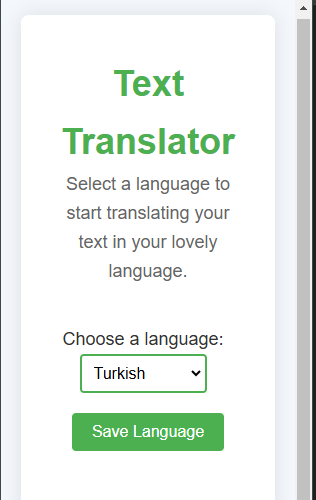 Text
Translator
Select a language to
start translating your
text in your lovely
language.
Choose a language:
Turkish
Save Language